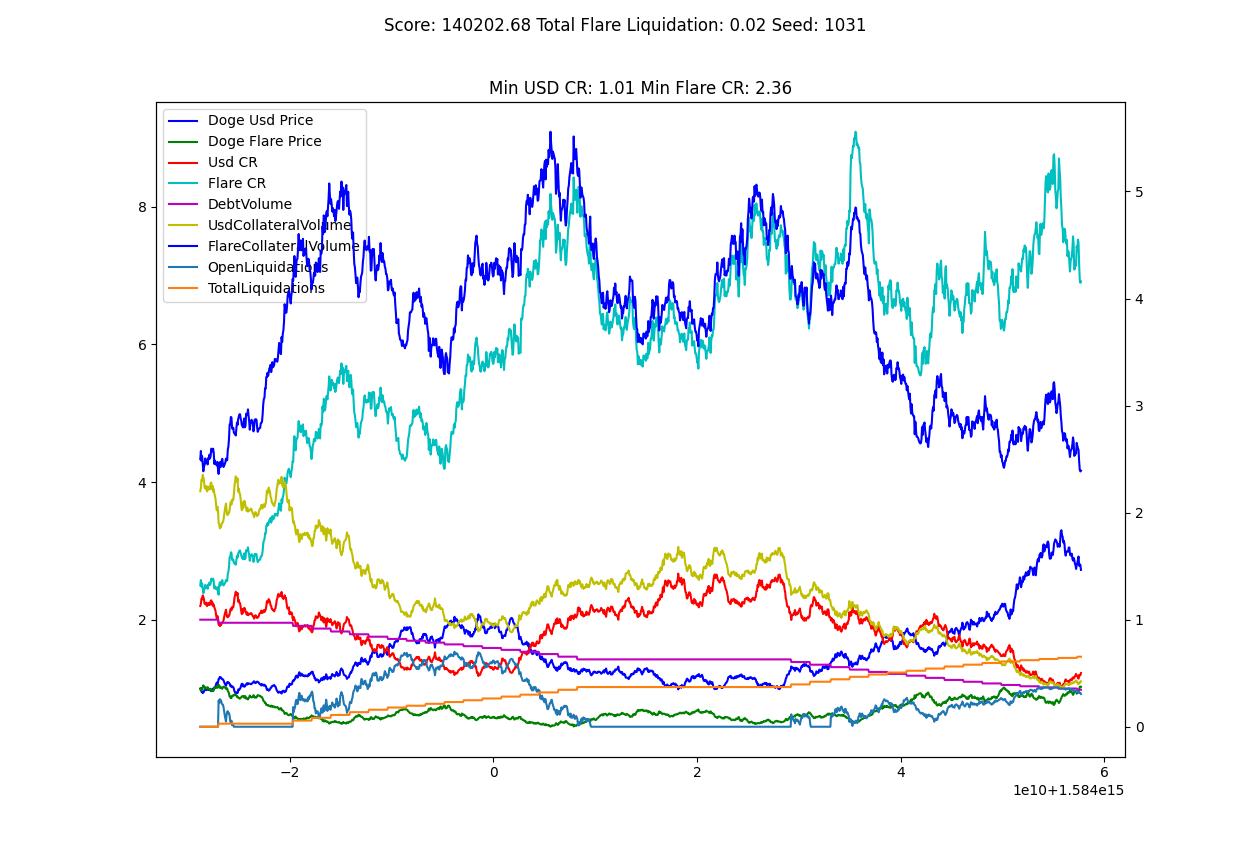 Score: 140202.68 Total Flare Liquidation: 0.02 Seed: 1031
Min USD CR: 1.01 Min Flare CR: 2.36
Doge Usd Price
Doge Flare Price
Usd CR
Flare CR
DebtVolume
UsdCollateralVolume
FlareCollateralVolume
OpenLiquidations
TotalLiquidations
8
6
4
2
5
4
3
2
1
0
−2
0
2
4
6
1e10+1.584e15